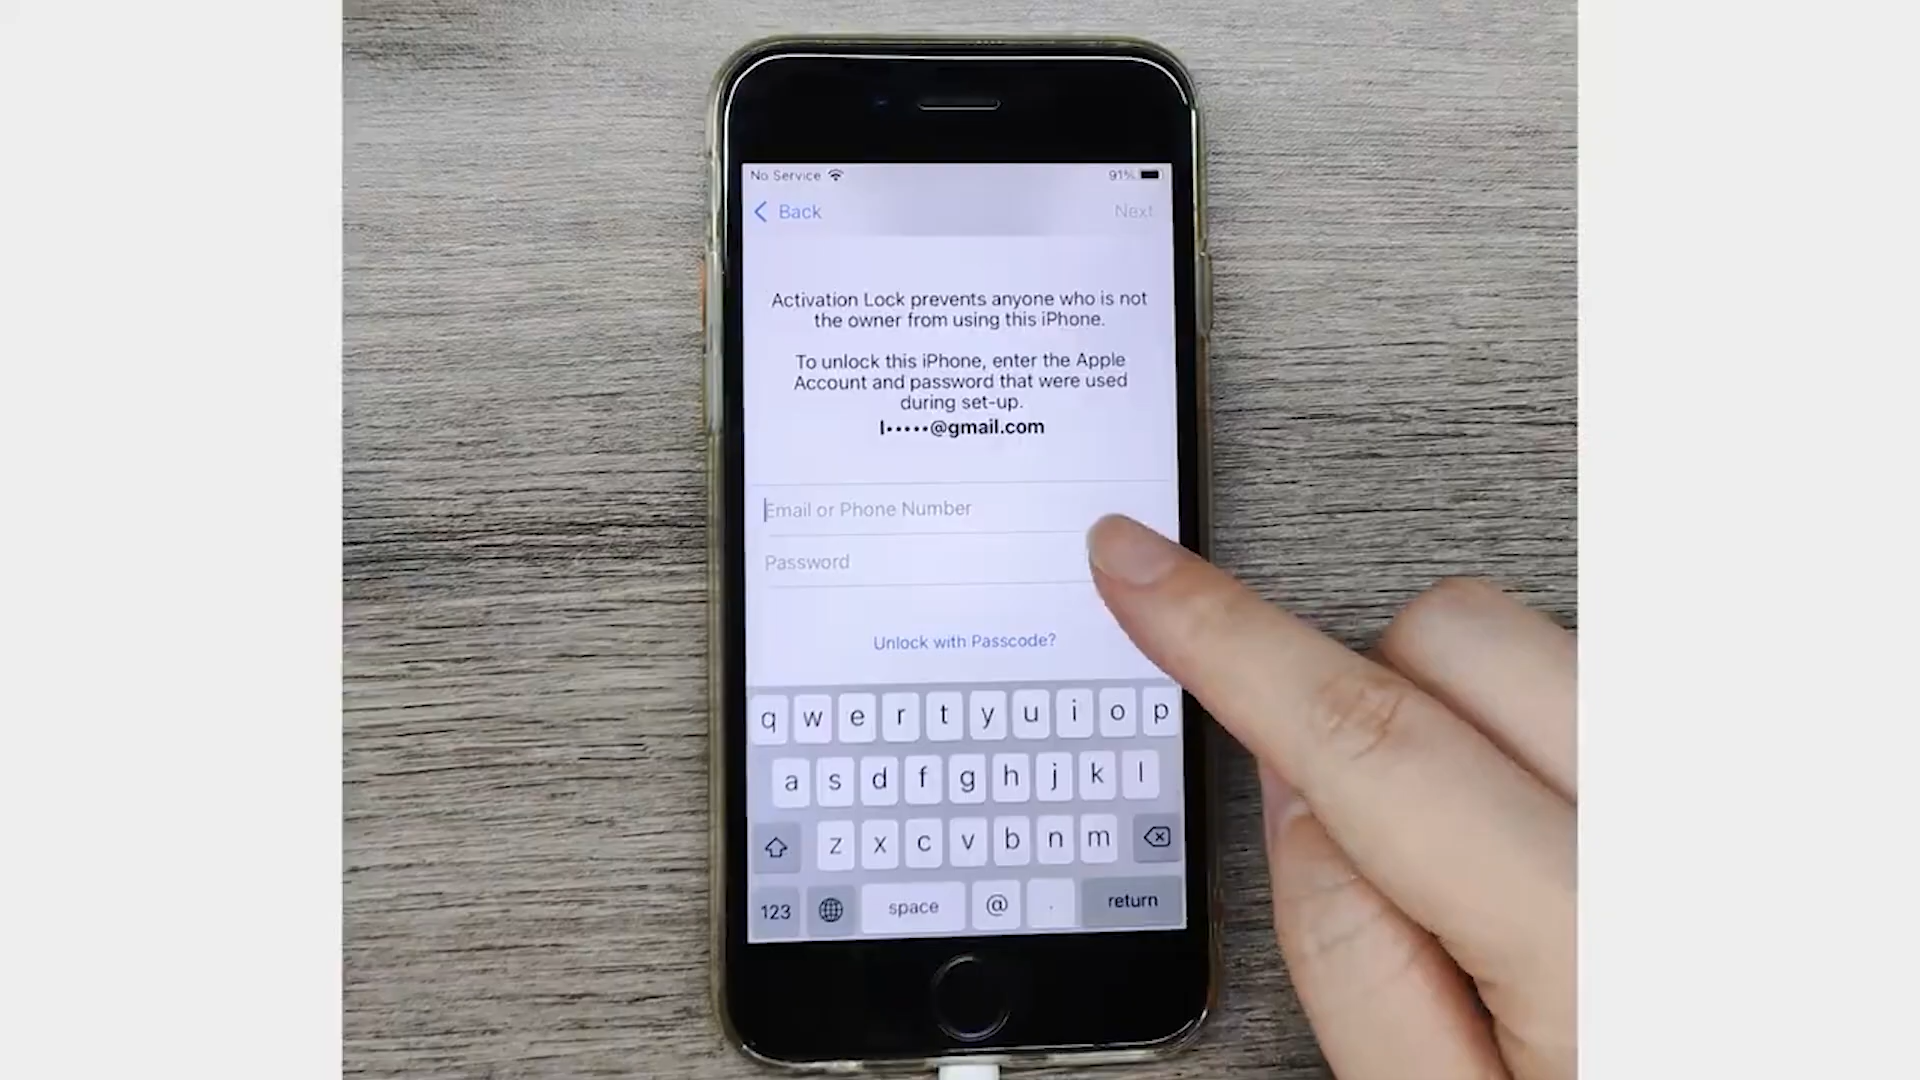 No Service 91%
Back Next
Activation Lock prevents anyone who is not
the owner from using this iPhone.
To unlock this iPhone, enter the Apple
Account and password that were used
during set-up.
l•••••@gmail.com
Email or Phone Number
Password
Unlock with Passcode?
q w e r t y u i o p
a s d f g h j k l
z x c v b n m
123 space @ . return